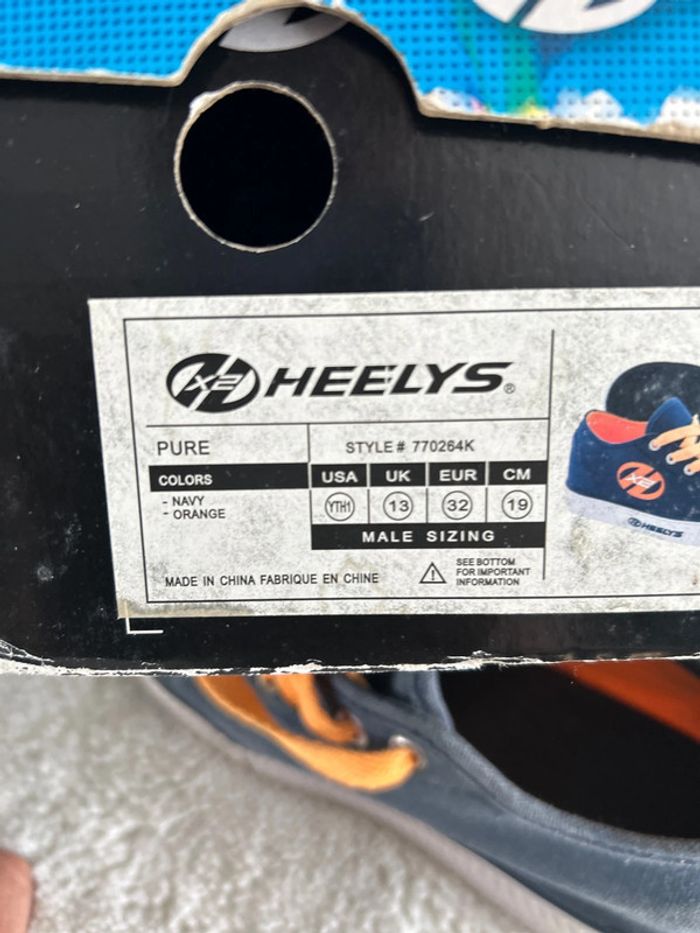 X2 HEELYS®
PURE
STYLE # 770264K
COLORS
USA UK EUR CM
- NAVY
- ORANGE
YTH1 13 32 19
MALE SIZING
MADE IN CHINA FABRIQUE EN CHINE
SEE BOTTOM
FOR IMPORTANT
INFORMATION
X2
HEELYS